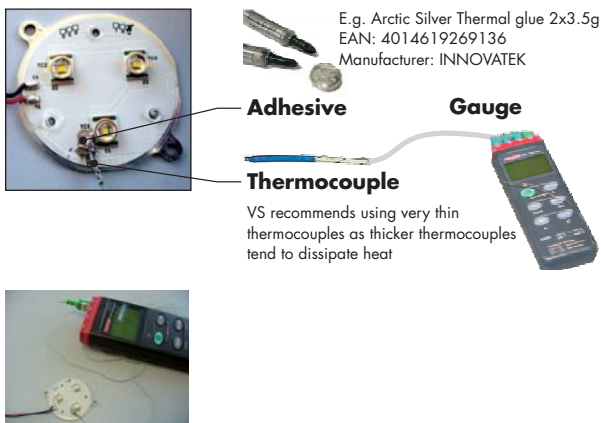 E.g. Arctic Silver Thermal glue 2x3.5g
EAN: 4014619269136
Manufacturer: INNOVATEK
Adhesive
Gauge
Thermocouple
VS recommends using very thin
thermocouples as thicker thermocouples
tend to dissipate heat